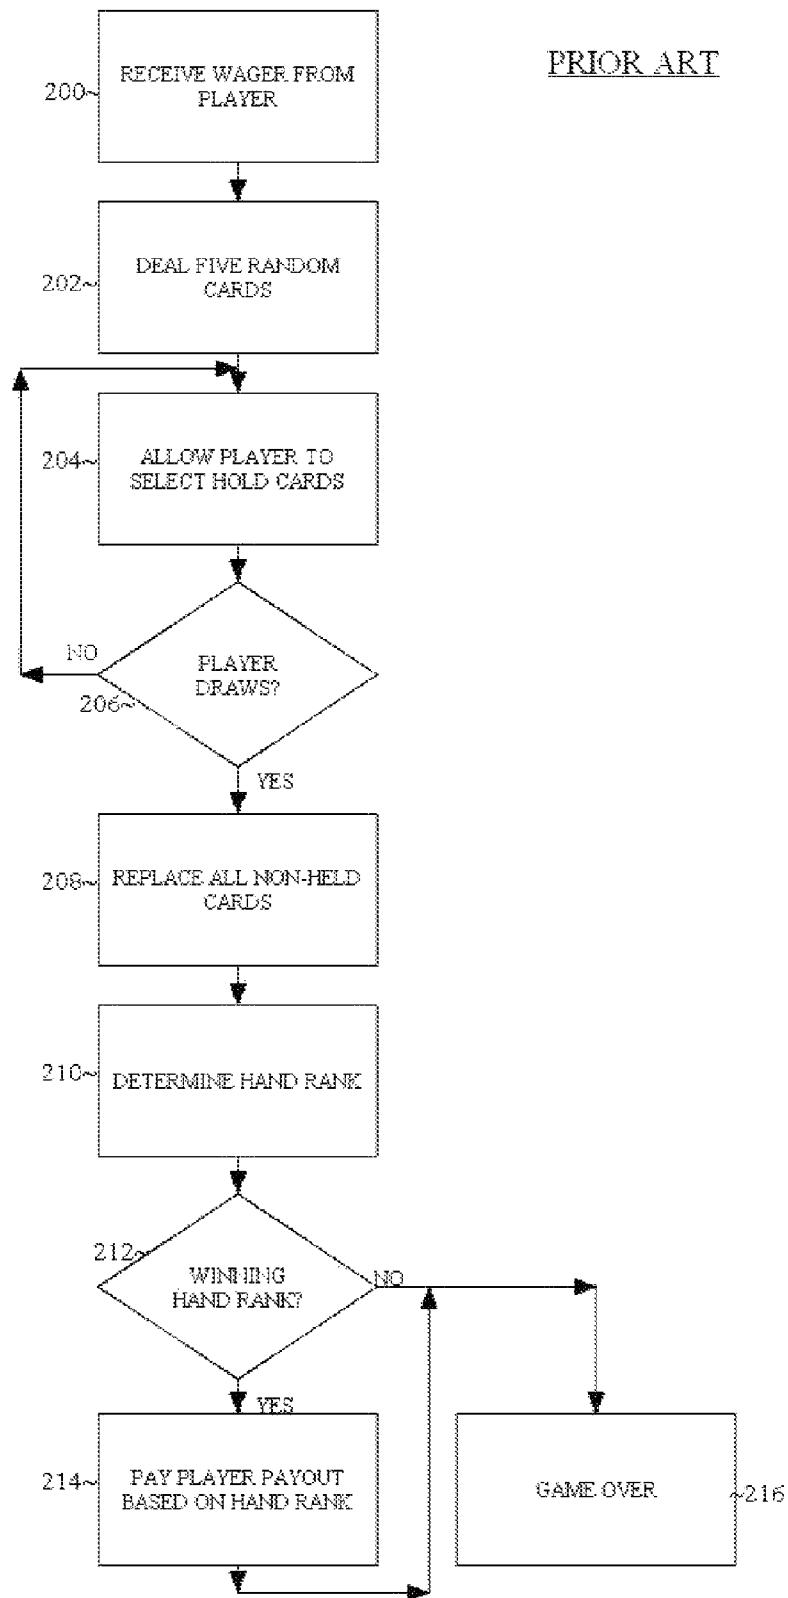 PRIOR ART
200~
RECEIVE WAGER FROM
PLAYER
202~
DEAL FIVE RANDOM
CARDS
204~
ALLOW PLAYER TO
SELECT HOLD CARDS
NO
PLAYER
DRAWS?
206~
YES
208~
REPLACE ALL NON-HELD
CARDS
210~
DETERMINE HAND RANK
212~
WINNING
HAND RANK?
NO
YES
214~
PAY PLAYER PAYOUT
BASED ON HAND RANK
GAME OVER
~216